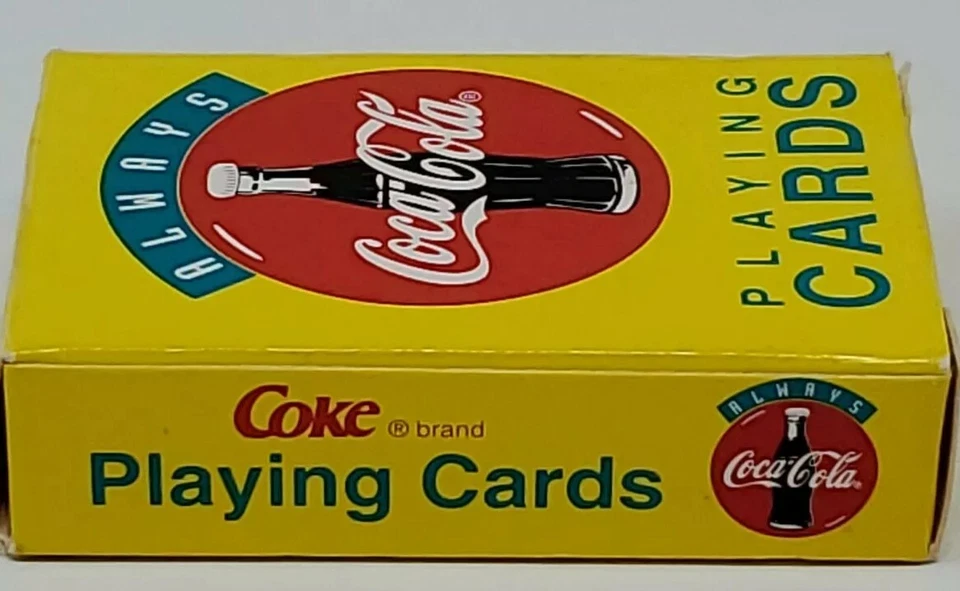 ALWAYS
Coca-Cola®
PLAYING
CARDS
Coke ® brand
Playing Cards
ALWAYS
Coca-Cola®